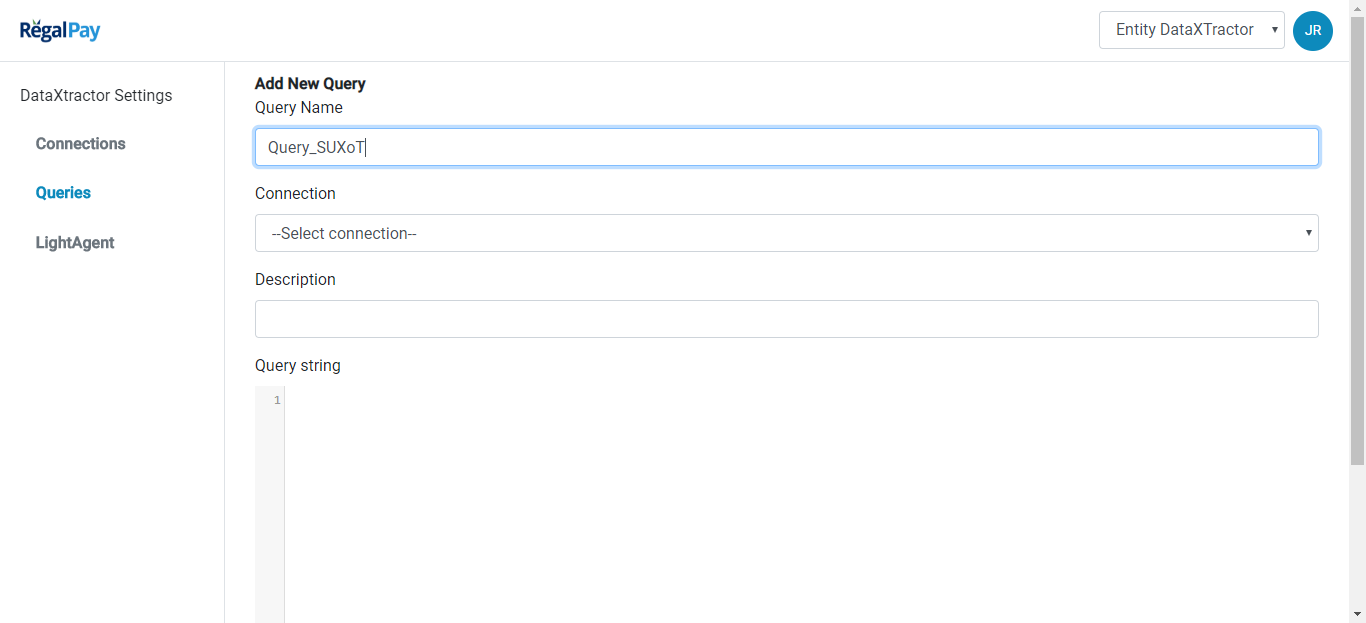 RegalPay
Entity DataXTractor
JR
DataXtractor Settings
Connections
Queries
LightAgent
Add New Query
Query Name
Query_SUXoT
Connection
--Select connection--
Description
Query string
1